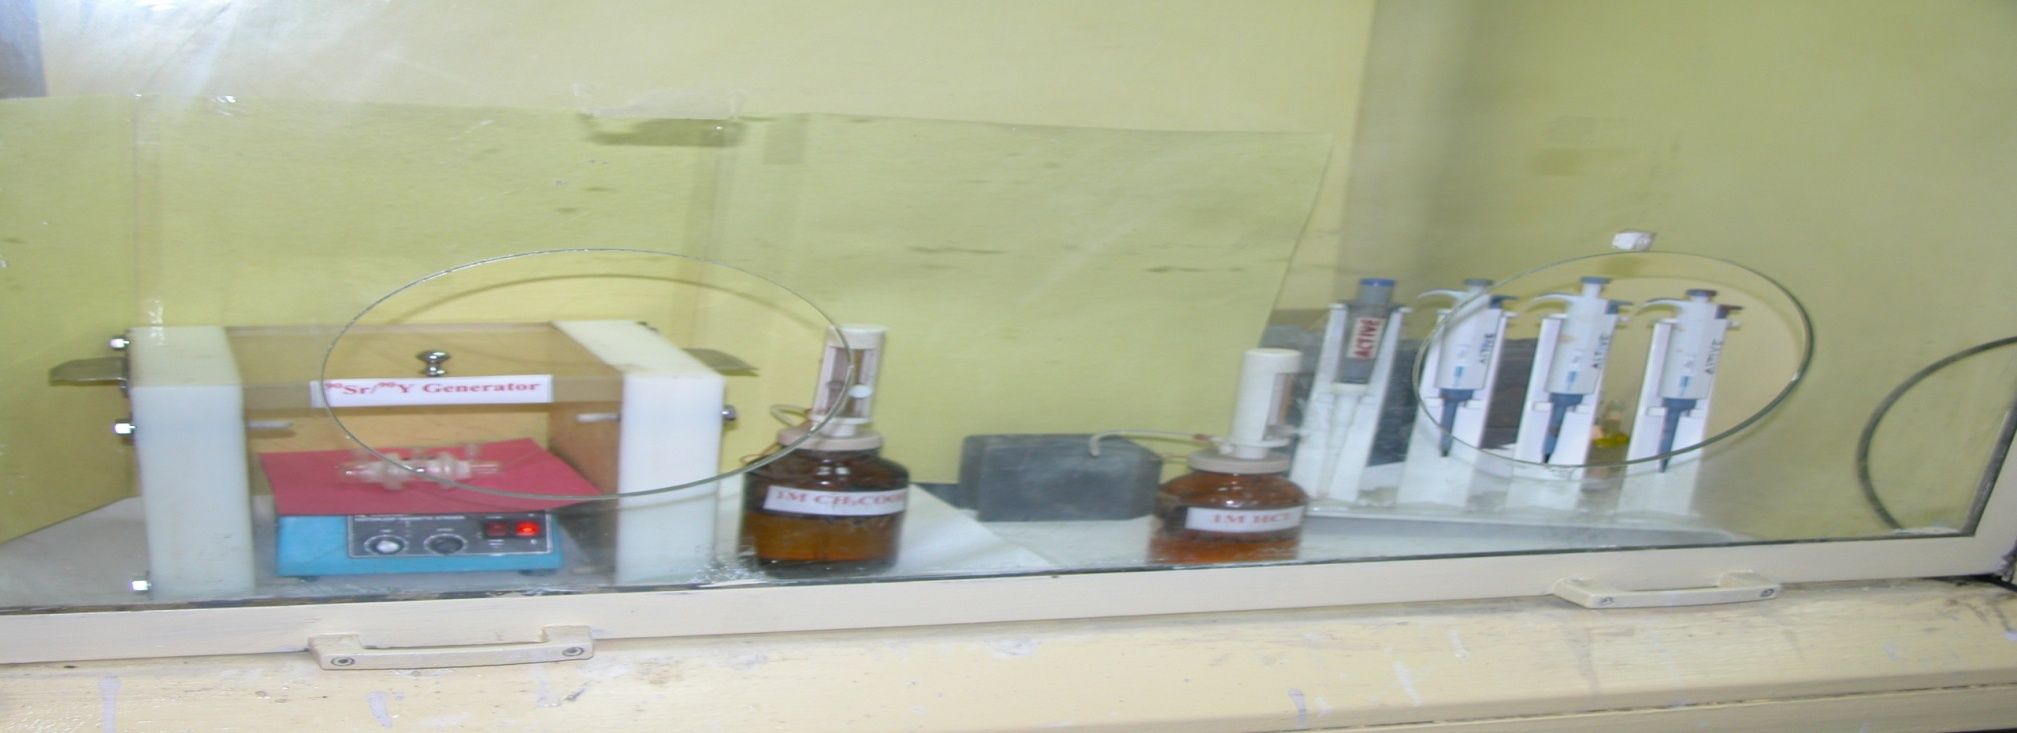 ⁹⁰Sr/⁹⁰Y Generator
1M CH₃COOH
1M HCl
ACTIVE
ACTIVE
ACTIVE
ACTIVE